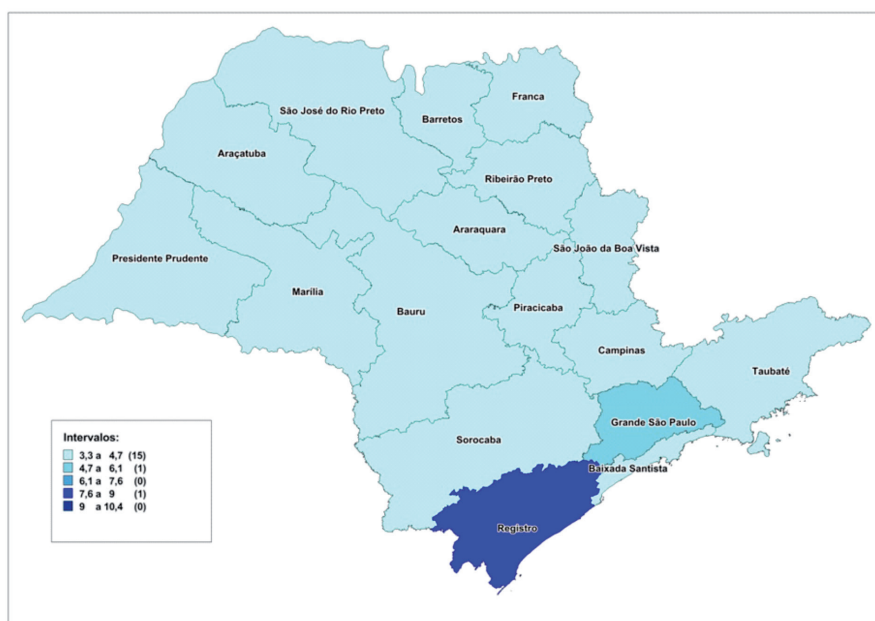 Franca
São José do Rio Preto
Barretos
Araçatuba
Ribeirão Preto
Araraquara
São João da Boa Vista
Presidente Prudente
Marília
Bauru
Piracicaba
Campinas
Taubaté
Grande São Paulo
Sorocaba
Baixada Santista
Registro
Intervalos:
3,3 a 4,7 (15)
4,7 a 6,1 (1)
6,1 a 7,6 (0)
7,6 a 9 (1)
9 a 10,4 (0)